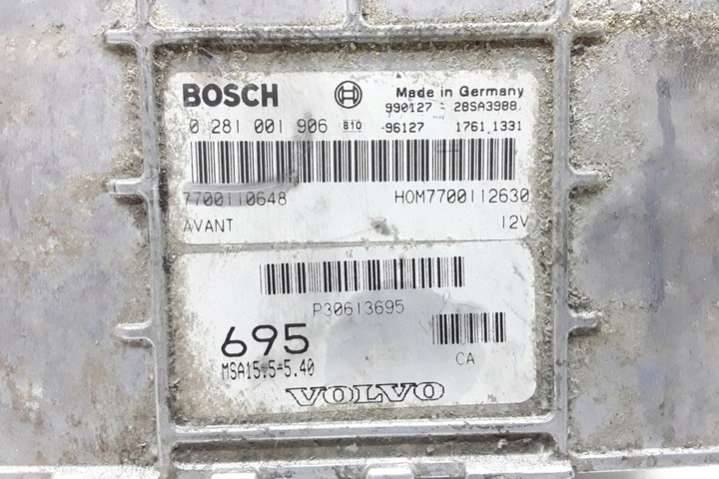 BOSCH Made in Germany
990127 - 28SA3988
0 281 001 906 810 -96127 1761 1331
7700110648 HOM7700112630
AVANT 12V
P30613695
695
MSA15.5-5.40 CA
VOLVO